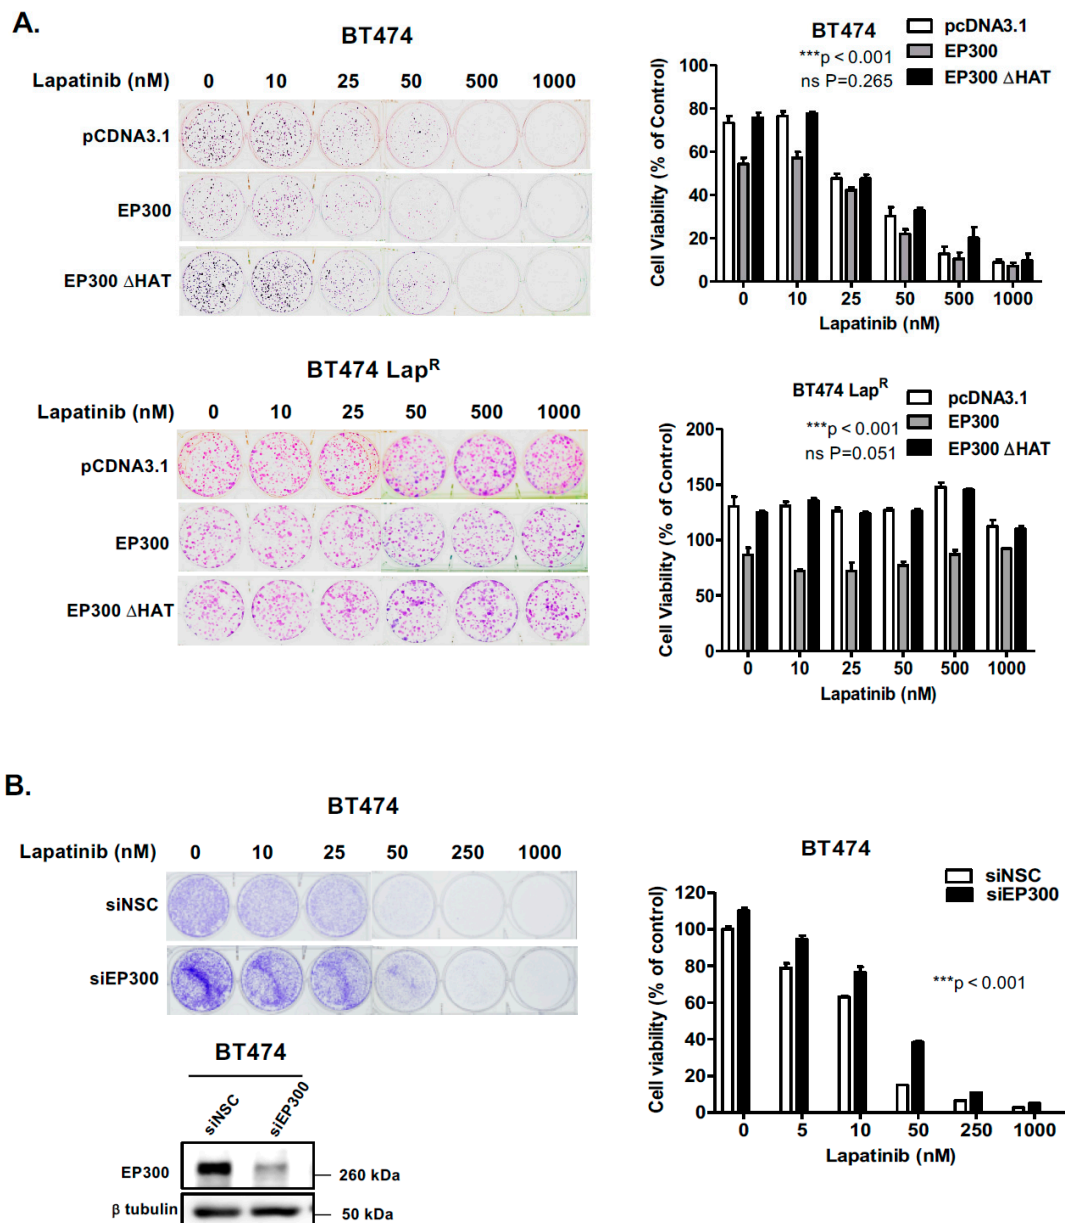 A.
BT474
Lapatinib (nM) 0 10 25 50 500 1000
pCDNA3.1
EP300
EP300 ΔHAT
BT474
***p < 0.001
ns P=0.265
pcDNA3.1
EP300
EP300 ΔHAT
Cell Viability (% of Control)
100
80
60
40
20
0
0 10 25 50 500 1000
Lapatinib (nM)
BT474 Lapᴿ
Lapatinib (nM) 0 10 25 50 500 1000
pCDNA3.1
EP300
EP300 ΔHAT
BT474 Lapᴿ
***p < 0.001
ns P=0.051
pcDNA3.1
EP300
EP300 ΔHAT
Cell Viability (% of Control)
200
150
100
50
0
0 10 25 50 500 1000
Lapatinib (nM)
B.
BT474
Lapatinib (nM) 0 10 25 50 250 1000
siNSC
siEP300
BT474
siNSC siEP300
EP300 260 kDa
β tubulin 50 kDa
BT474
siNSC
siEP300
***p < 0.001
Cell viability (% of control)
120
100
80
60
40
20
0
0 5 10 50 250 1000
Lapatinib (nM)